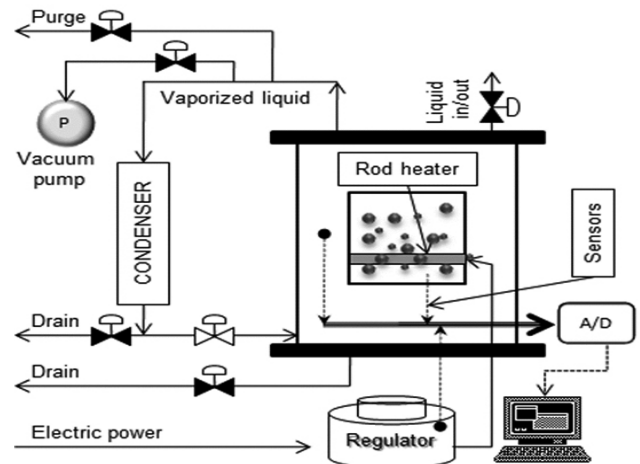 Purge
Vaporized liquid
Liquid
in/out
P
Vacuum
pump
Rod heater
CONDENSER
Sensors
Drain
A/D
Drain
Electric power
Regulator